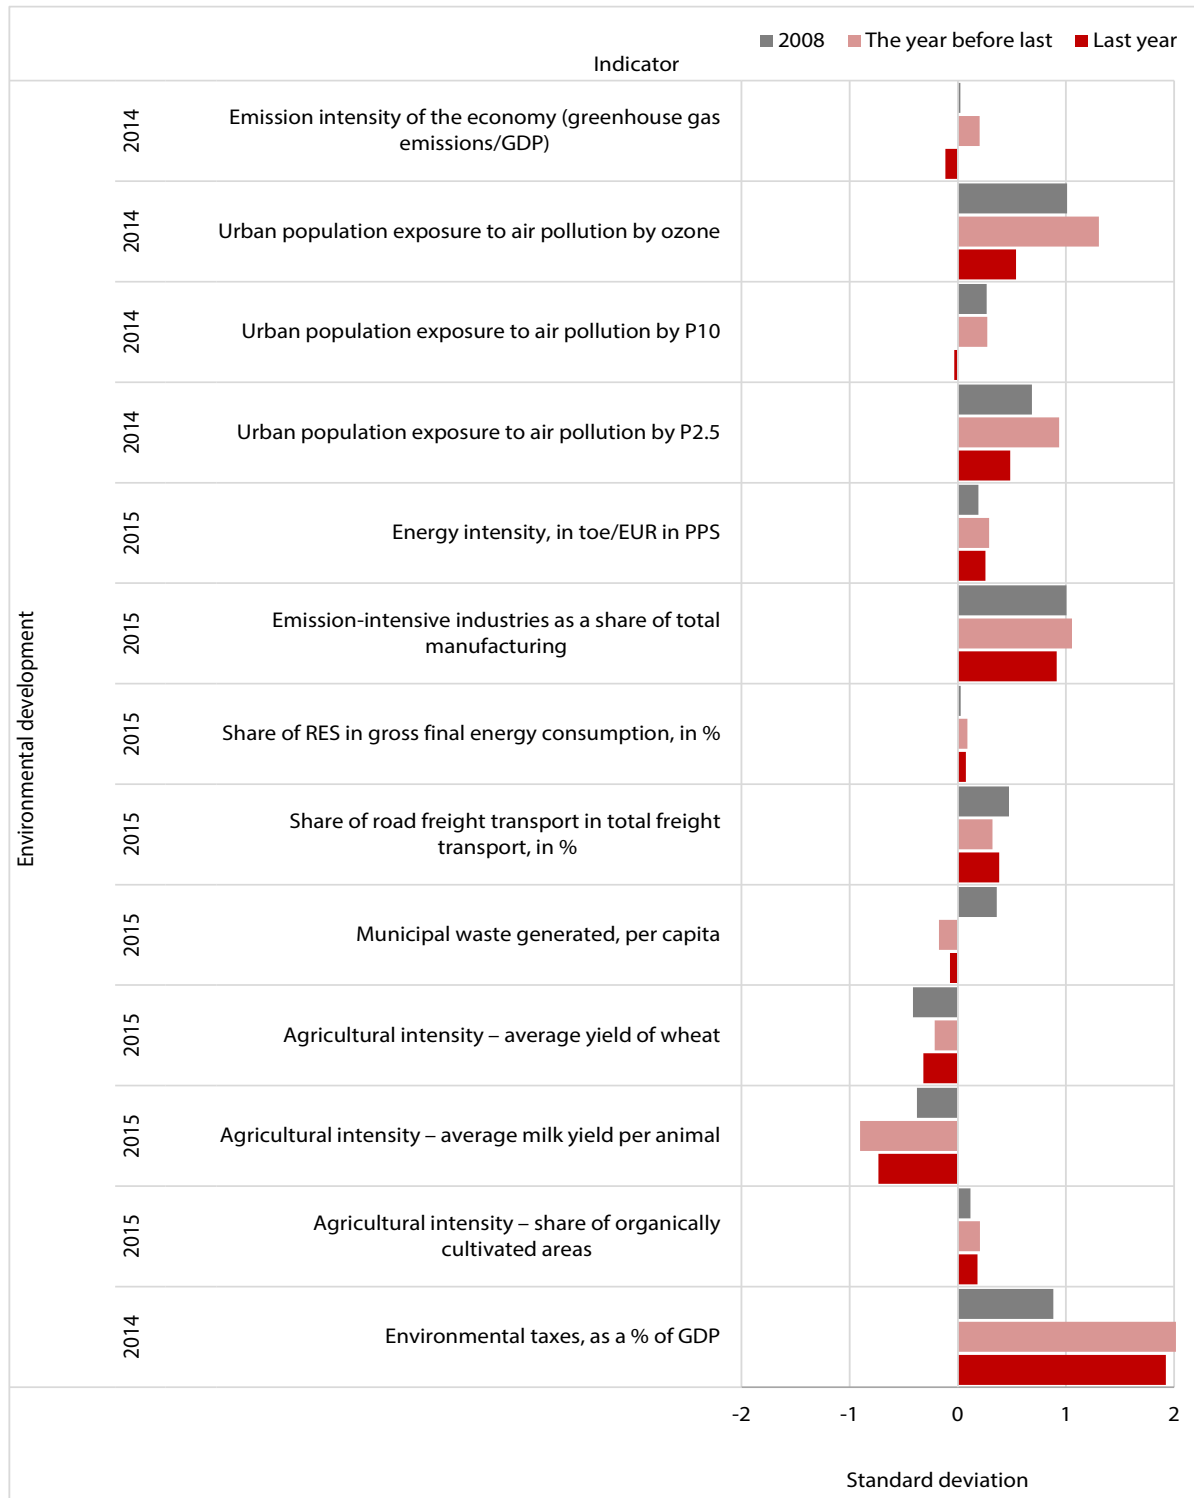 2008 The year before last Last year
Indicator
Environmental development
2014 Emission intensity of the economy (greenhouse gas
emissions/GDP)
2014 Urban population exposure to air pollution by ozone
2014 Urban population exposure to air pollution by P10
2014 Urban population exposure to air pollution by P2.5
2015 Energy intensity, in toe/EUR in PPS
2015 Emission-intensive industries as a share of total
manufacturing
2015 Share of RES in gross final energy consumption, in %
2015 Share of road freight transport in total freight
transport, in %
2015 Municipal waste generated, per capita
2015 Agricultural intensity – average yield of wheat
2015 Agricultural intensity – average milk yield per animal
2015 Agricultural intensity – share of organically
cultivated areas
2014 Environmental taxes, as a % of GDP
-2 -1 0 1 2
Standard deviation